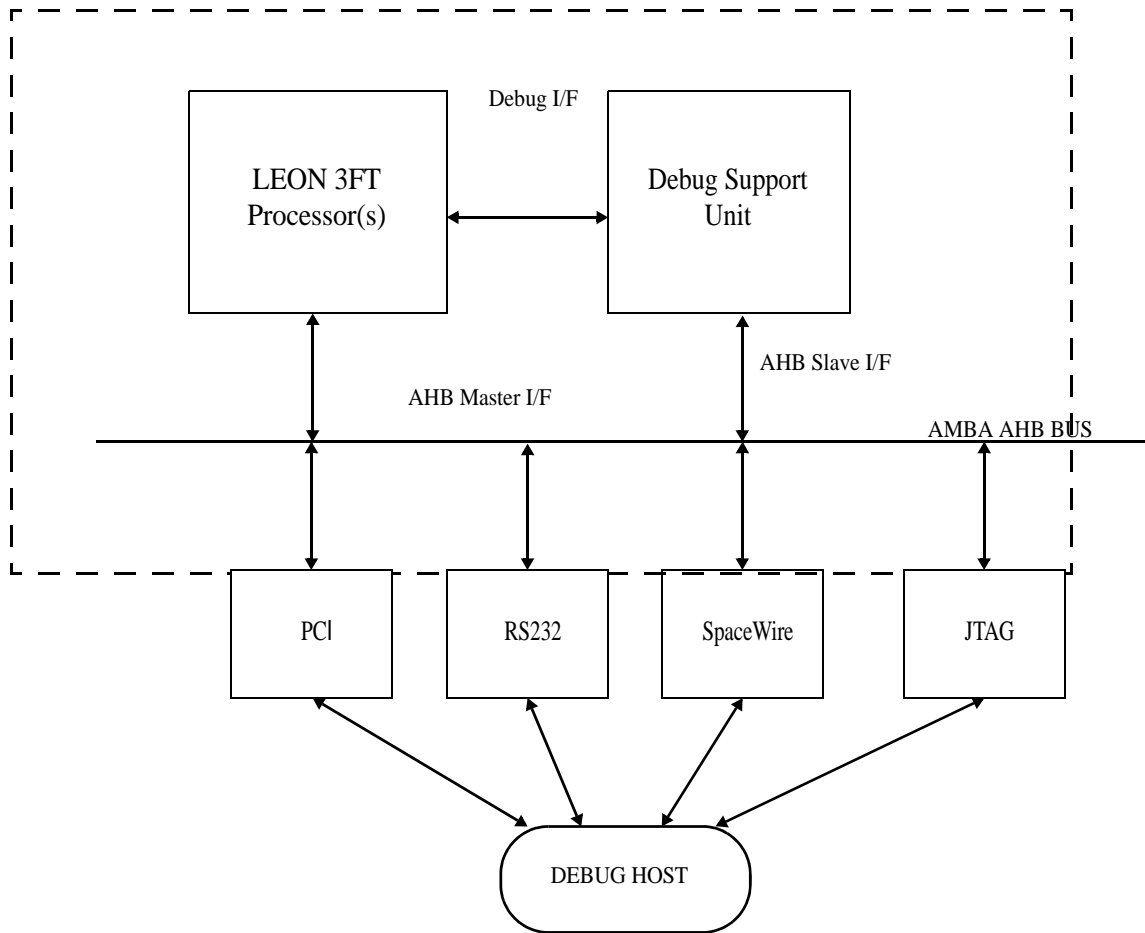 Debug I/F
LEON 3FT
Processor(s)
Debug Support
Unit
AHB Slave I/F
AHB Master I/F
AMBA AHB BUS
PCI
RS232
SpaceWire
JTAG
DEBUG HOST